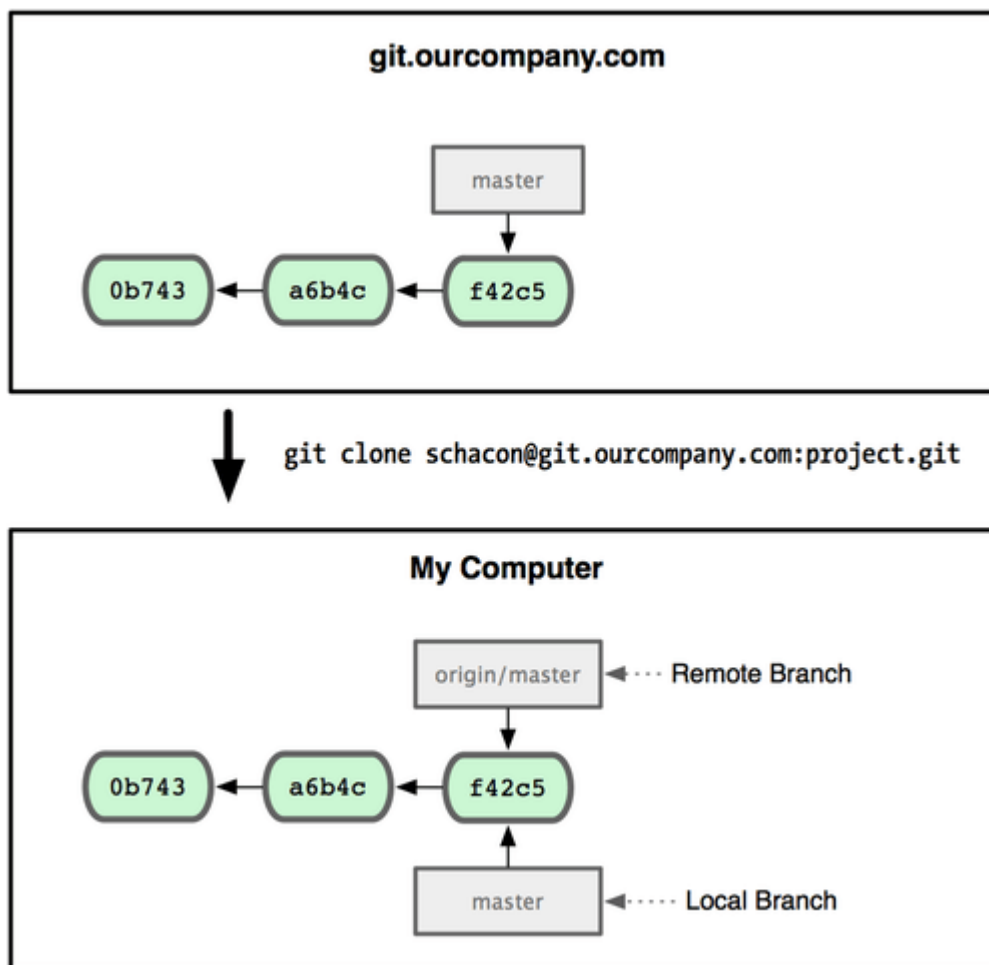 git.ourcompany.com
master
0b743 a6b4c f42c5
git clone schacon@git.ourcompany.com:project.git
My Computer
origin/master Remote Branch
0b743 a6b4c f42c5
master Local Branch